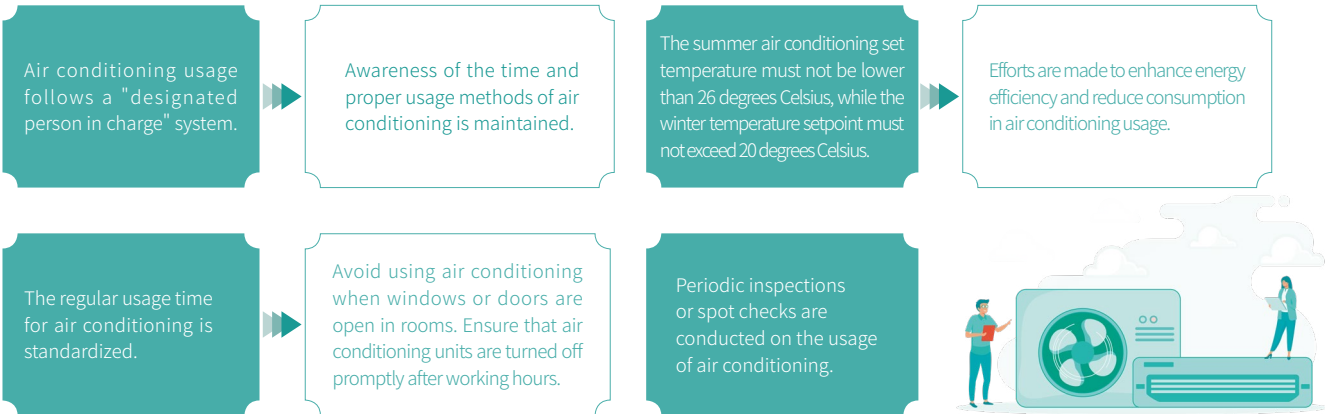 Air conditioning usage
follows a "designated
person in charge" system.
Awareness of the time and
proper usage methods of air
conditioning is maintained.
The summer air conditioning set
temperature must not be lower
than 26 degrees Celsius, while the
winter temperature setpoint must
not exceed 20 degrees Celsius.
Efforts are made to enhance energy
efficiency and reduce consumption
in air conditioning usage.
The regular usage time
for air conditioning is
standardized.
Avoid using air conditioning
when windows or doors are
open in rooms. Ensure that air
conditioning units are turned off
promptly after working hours.
Periodic inspections
or spot checks are
conducted on the usage
of air conditioning.